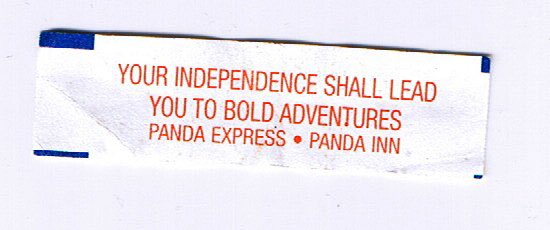 YOUR INDEPENDENCE SHALL LEAD
YOU TO BOLD ADVENTURES
PANDA EXPRESS • PANDA INN